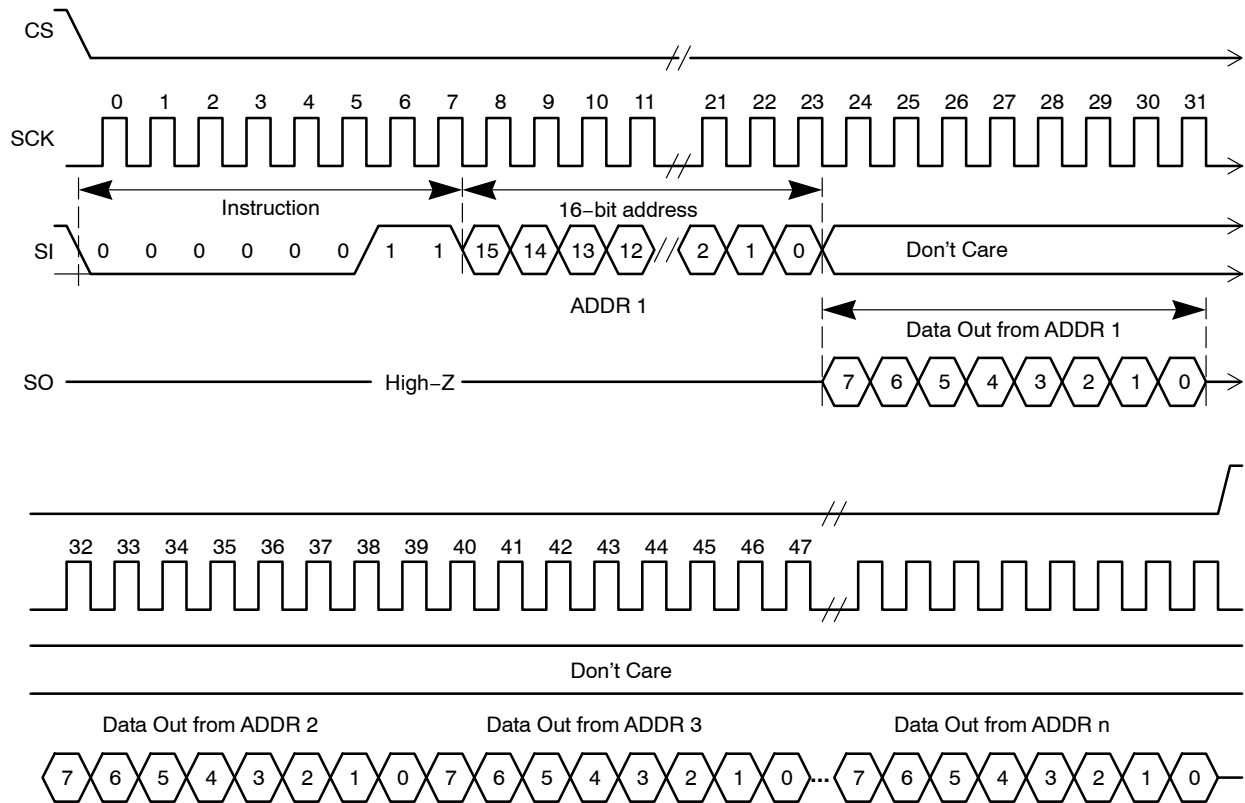 CS
0 1 2 3 4 5 6 7 8 9 10 11 21 22 23 24 25 26 27 28 29 30 31
SCK
Instruction 16−bit address
SI 0 0 0 0 0 0 1 1 15 14 13 12 2 1 0 Don't Care
ADDR 1
Data Out from ADDR 1
SO High−Z 7 6 5 4 3 2 1 0
32 33 34 35 36 37 38 39 40 41 42 43 44 45 46 47
Don't Care
Data Out from ADDR 2 Data Out from ADDR 3 Data Out from ADDR n
7 6 5 4 3 2 1 0 7 6 5 4 3 2 1 0 ... 7 6 5 4 3 2 1 0